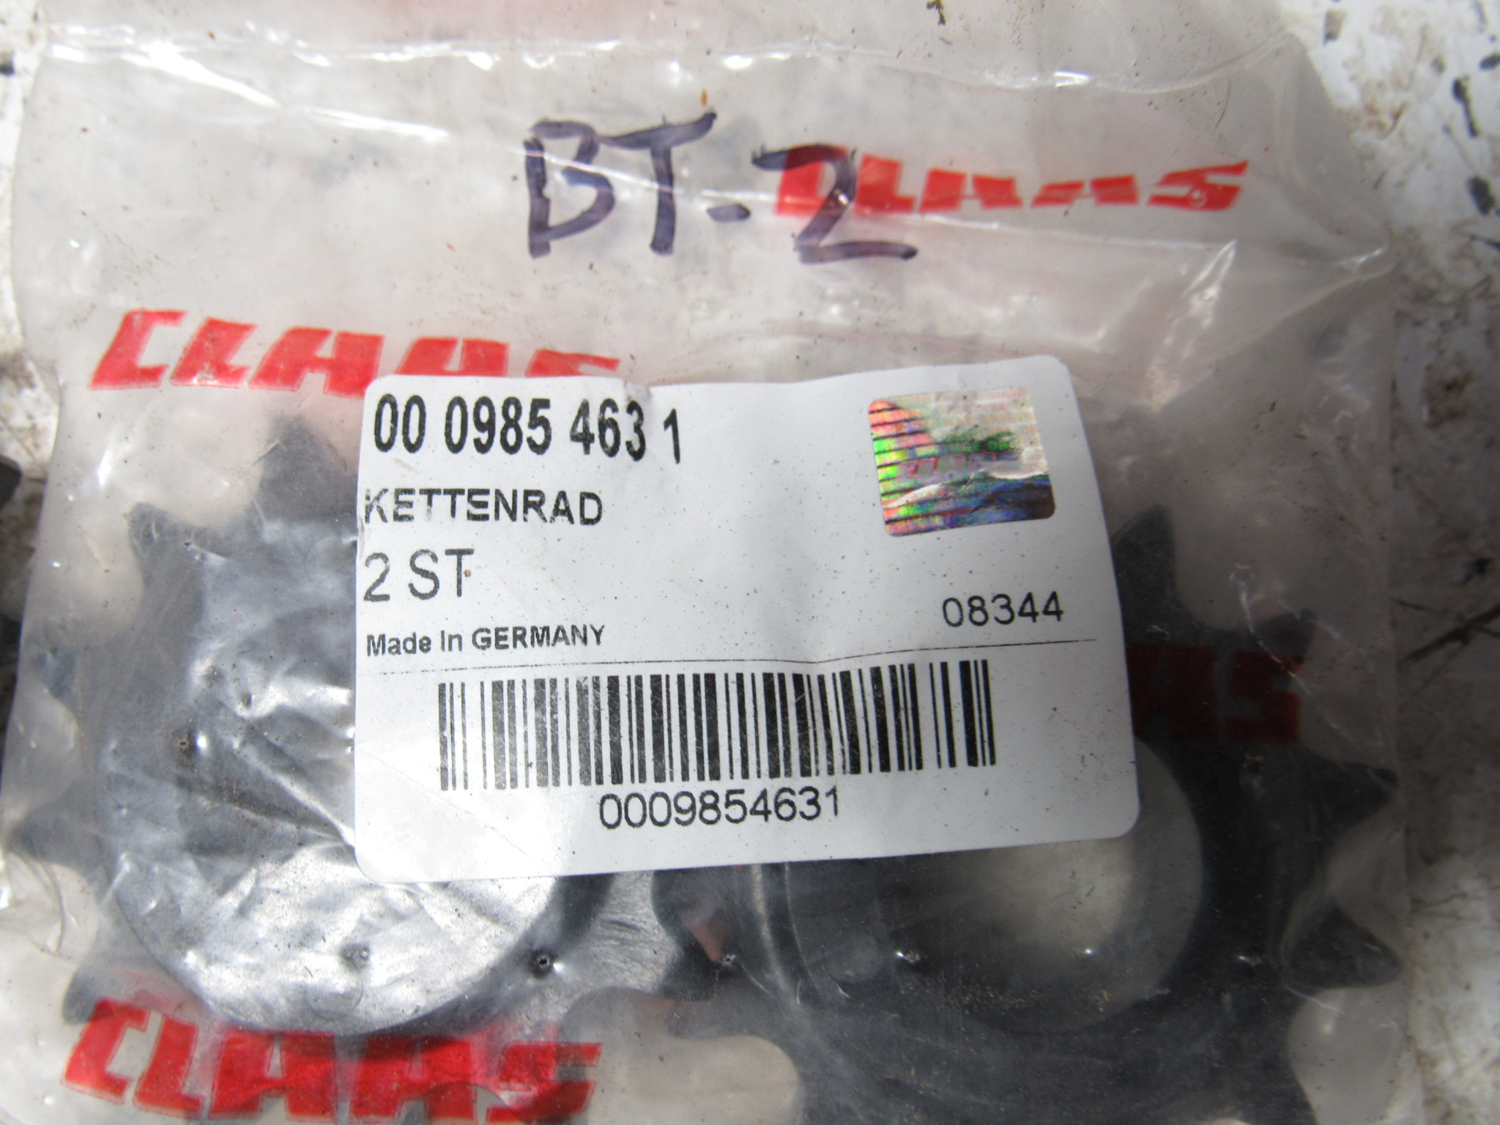 BT-2
CLAAS
CLAAS
00 0985 463 1
KETTENRAD
2 ST
08344
Made In GERMANY
0009854631
CLAAS